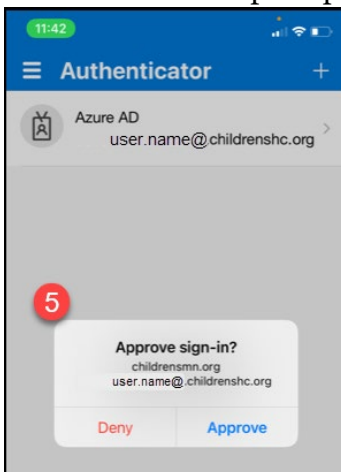 11:42
Authenticator
Azure AD
user.name@.childrenshc.org
5
Approve sign-in?
childrensmn.org
user.name@.childrenshc.org
Deny Approve